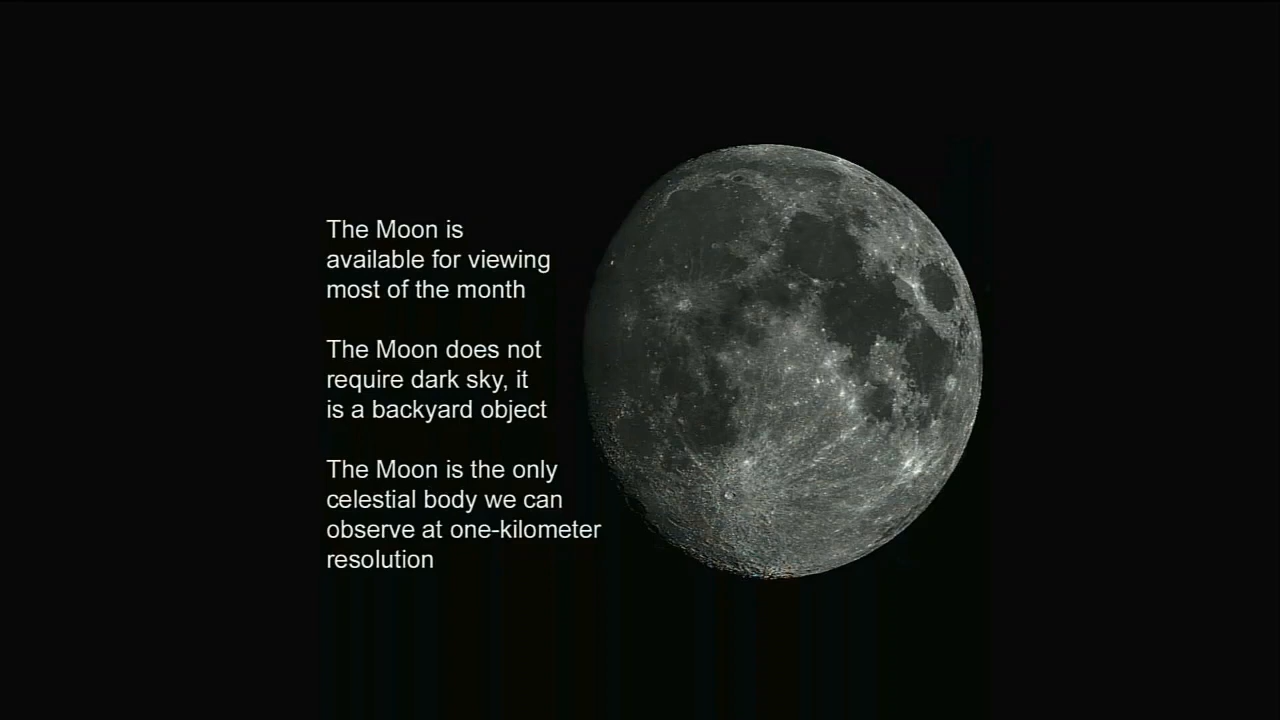 The Moon is
available for viewing
most of the month
The Moon does not
require dark sky, it
is a backyard object
The Moon is the only
celestial body we can
observe at one-kilometer
resolution